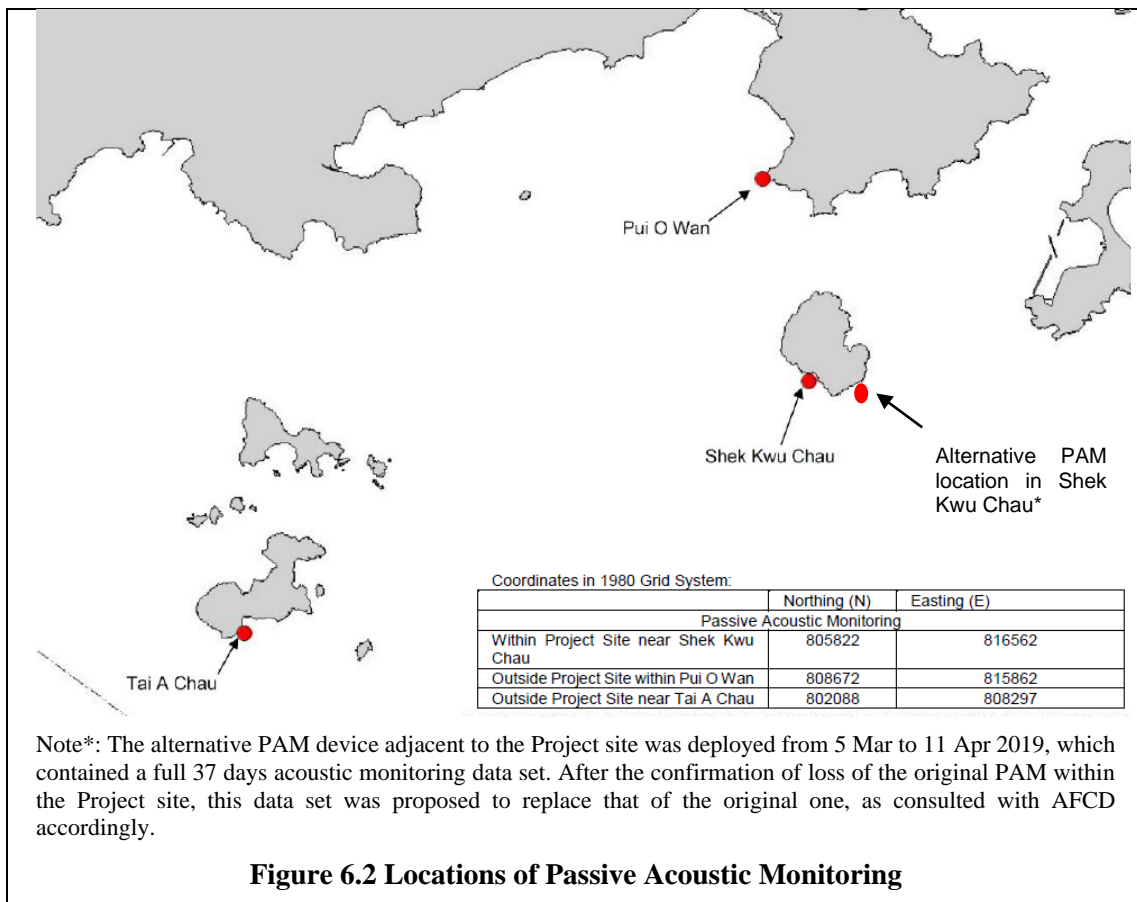 Pui O Wan
Shek Kwu Chau
Alternative PAM
location in Shek
Kwu Chau*
Tai A Chau
Coordinates in 1980 Grid System:
Northing (N) Easting (E)
Passive Acoustic Monitoring
Within Project Site near Shek Kwu 805822 816562
Chau
Outside Project Site within Pui O Wan 808672 815862
Outside Project Site near Tai A Chau 802088 808297
Note*: The alternative PAM device adjacent to the Project site was deployed from 5 Mar to 11 Apr 2019, which
contained a full 37 days acoustic monitoring data set. After the confirmation of loss of the original PAM within
the Project site, this data set was proposed to replace that of the original one, as consulted with AFCD
accordingly.
Figure 6.2 Locations of Passive Acoustic Monitoring